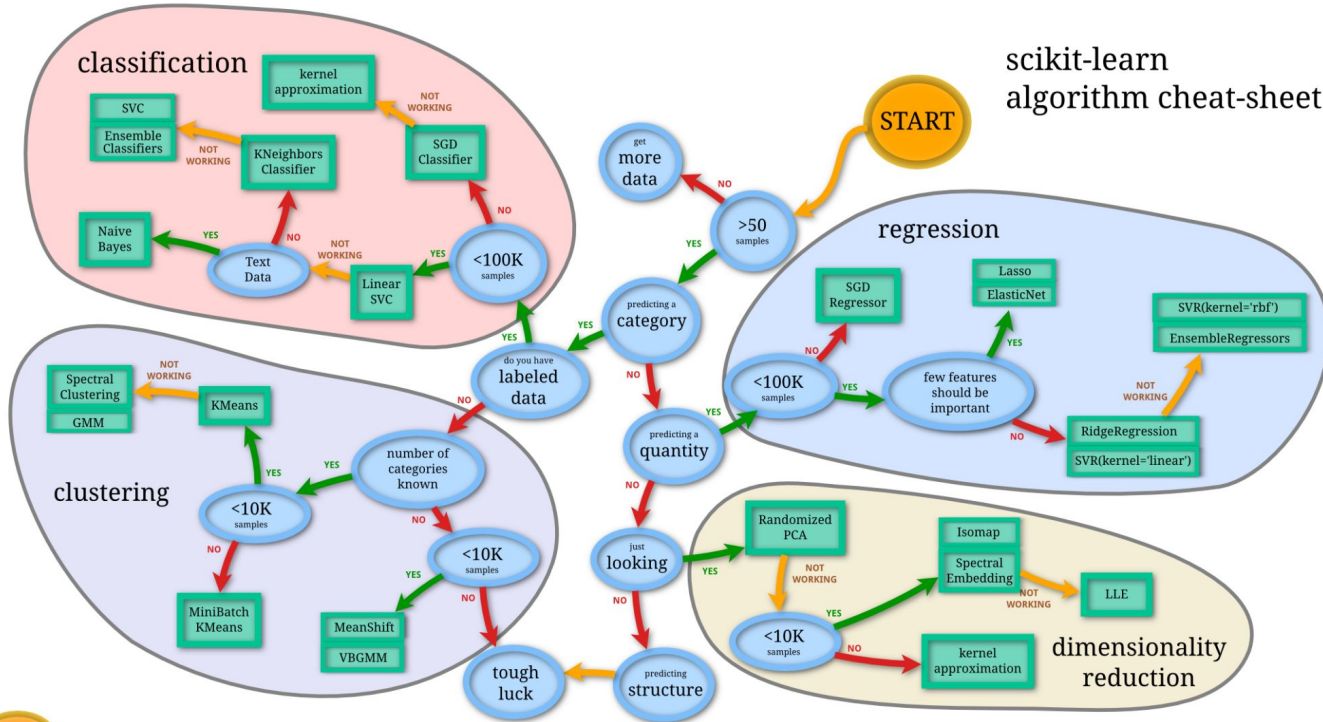 scikit-learn
algorithm cheat-sheet
START
classification
kernel
approximation
NOT
WORKING
SVC
Ensemble
Classifiers
NOT
WORKING
KNeighbors
Classifier
SGD
Classifier
NO
Naive
Bayes
YES
Text
Data
NO
NOT
WORKING
Linear
SVC
YES
<100K
samples
YES
get
more
data
NO
>50
samples
YES
predicting a
category
YES
NO
do you have
labeled
data
NO
predicting a
quantity
YES
NO
just
looking
YES
NO
predicting
structure
tough
luck
regression
SGD
Regressor
NO
<100K
samples
YES
Lasso
ElasticNet
YES
few features
should be
important
NO
SVR(kernel='rbf')
EnsembleRegressors
NOT
WORKING
RidgeRegression
SVR(kernel='linear')
clustering
Spectral
Clustering
GMM
NOT
WORKING
KMeans
YES
number of
categories
known
YES
NO
<10K
samples
NO
MiniBatch
KMeans
<10K
samples
YES
NO
MeanShift
VBGMM
Randomized
PCA
NOT
WORKING
<10K
samples
YES
NO
Isomap
Spectral
Embedding
NOT
WORKING
LLE
kernel
approximation
dimensionality
reduction